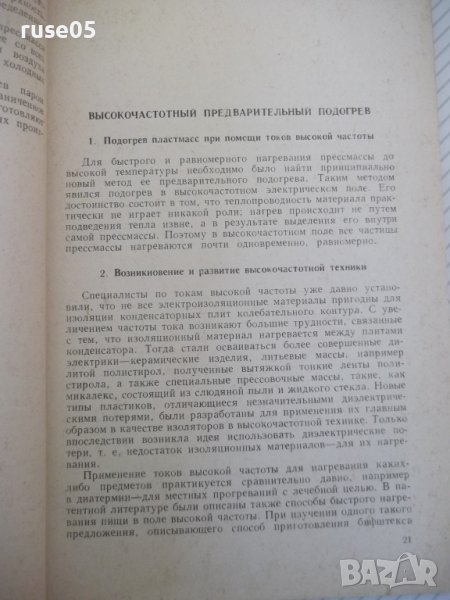 ruse05
ВЫСОКОЧАСТОТНЫЙ ПРЕДВАРИТЕЛЬНЫЙ ПОДОГРЕВ
1. Подогрев пластмасс при помощи токов высокой частоты
Для быстрого и равномерного нагревания прессмассы до
высокой температуры необходимо было найти принципиально
новый метод ее предварительного подогрева. Таким методом
явился подогрев в высокочастотном электрическом поле. Его
достоинство состоит в том, что теплопроводность материала прак-
тически не играет никакой роли; нагрев происходит не путем
подведения тепла извне, а в результате выделения его внутри
самой прессмассы. Поэтому в высокочастотном поле все частицы
прессмассы нагреваются почти одновременно, равномерно.
2. Возникновение и развитие высокочастотной техники
Специалисты по токам высокой частоты уже давно устано-
вили, что не все электроизоляционные материалы пригодны для
изоляции конденсаторных плит колебательного контура. С уве-
личением частоты тока возникают большие трудности, связанные
с тем, что изоляционный материал нагревается между плитами
конденсатора. Тогда стали осваиваться более совершенные ди-
электрики—керамические изделия, литьевые массы, например
литой полистирол, полученные вытяжкой тонкие ленты поли-
стирола, а также специальные прессовочные массы, такие, как
микалекс, состоящий из слюдяной пыли и жидкого стекла. Новые
типы пластиков, отличающиеся незначительными диэлектриче-
скими потерями, были разработаны для применения их главным
образом в качестве изоляторов в высокочастотной технике. Только
впоследствии возникла идея использовать диэлектрические по-
тери, т. е. недостаток изоляционных материалов—для их нагре-
вания.
Применение токов высокой частоты для нагревания каких-
либо предметов практикуется сравнительно давно, например
в диатермии—для местных прогреваний с лечебной целью. В па-
тентной литературе были описаны также способы быстрого нагре-
вания пищи в поле высокой частоты. При изучении одного такого
предложения, описывающего способ приготовления бифштекса
21
BAZAR.BG